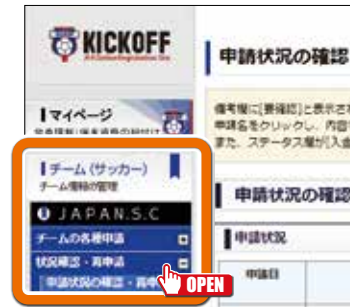 KICKOFF
申請状況の確認
マイページ
備考欄に[要確認]と表示され
申請名をクリックし、内容
また、ステータス欄が[入金
チーム(サッカー)
チーム情報の管理
申請状況の確認
JAPAN.S.C
チームの各種申請
申請状況
状況確認・再申請
申請日
申請状況の確認・再申
OPEN